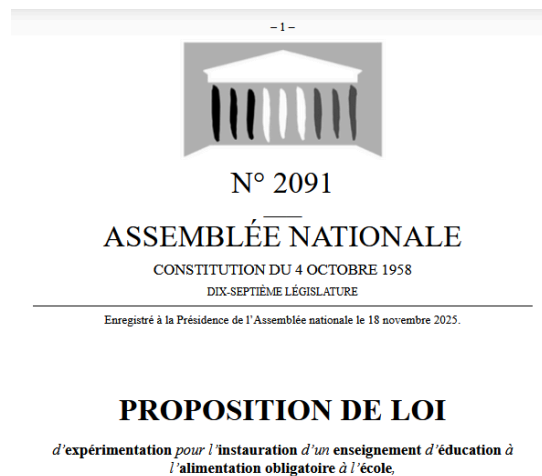 – 1 –
N° 2091
ASSEMBLÉE NATIONALE
CONSTITUTION DU 4 OCTOBRE 1958
DIX-SEPTIÈME LÉGISLATURE
Enregistré à la Présidence de l’Assemblée nationale le 18 novembre 2025.
PROPOSITION DE LOI
d’expérimentation pour l’instauration d’un enseignement d’éducation à
l’alimentation obligatoire à l’école,